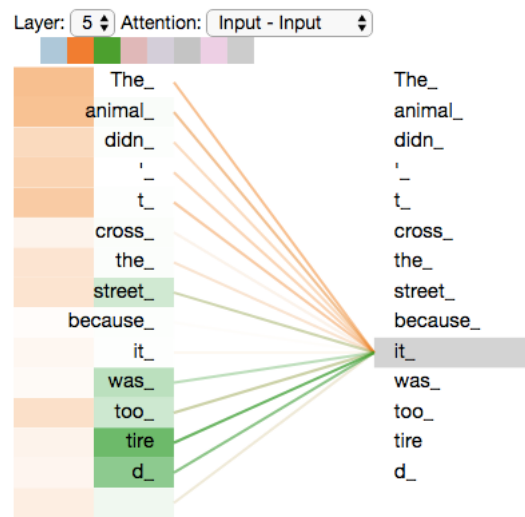 Layer: 5 Attention: Input - Input
The_ The_
animal_ animal_
didn_ didn_
'_ '_
t_ t_
cross_ cross_
the_ the_
street_ street_
because_ because_
it_ it_
was_ was_
too_ too_
tire tire
d_ d_